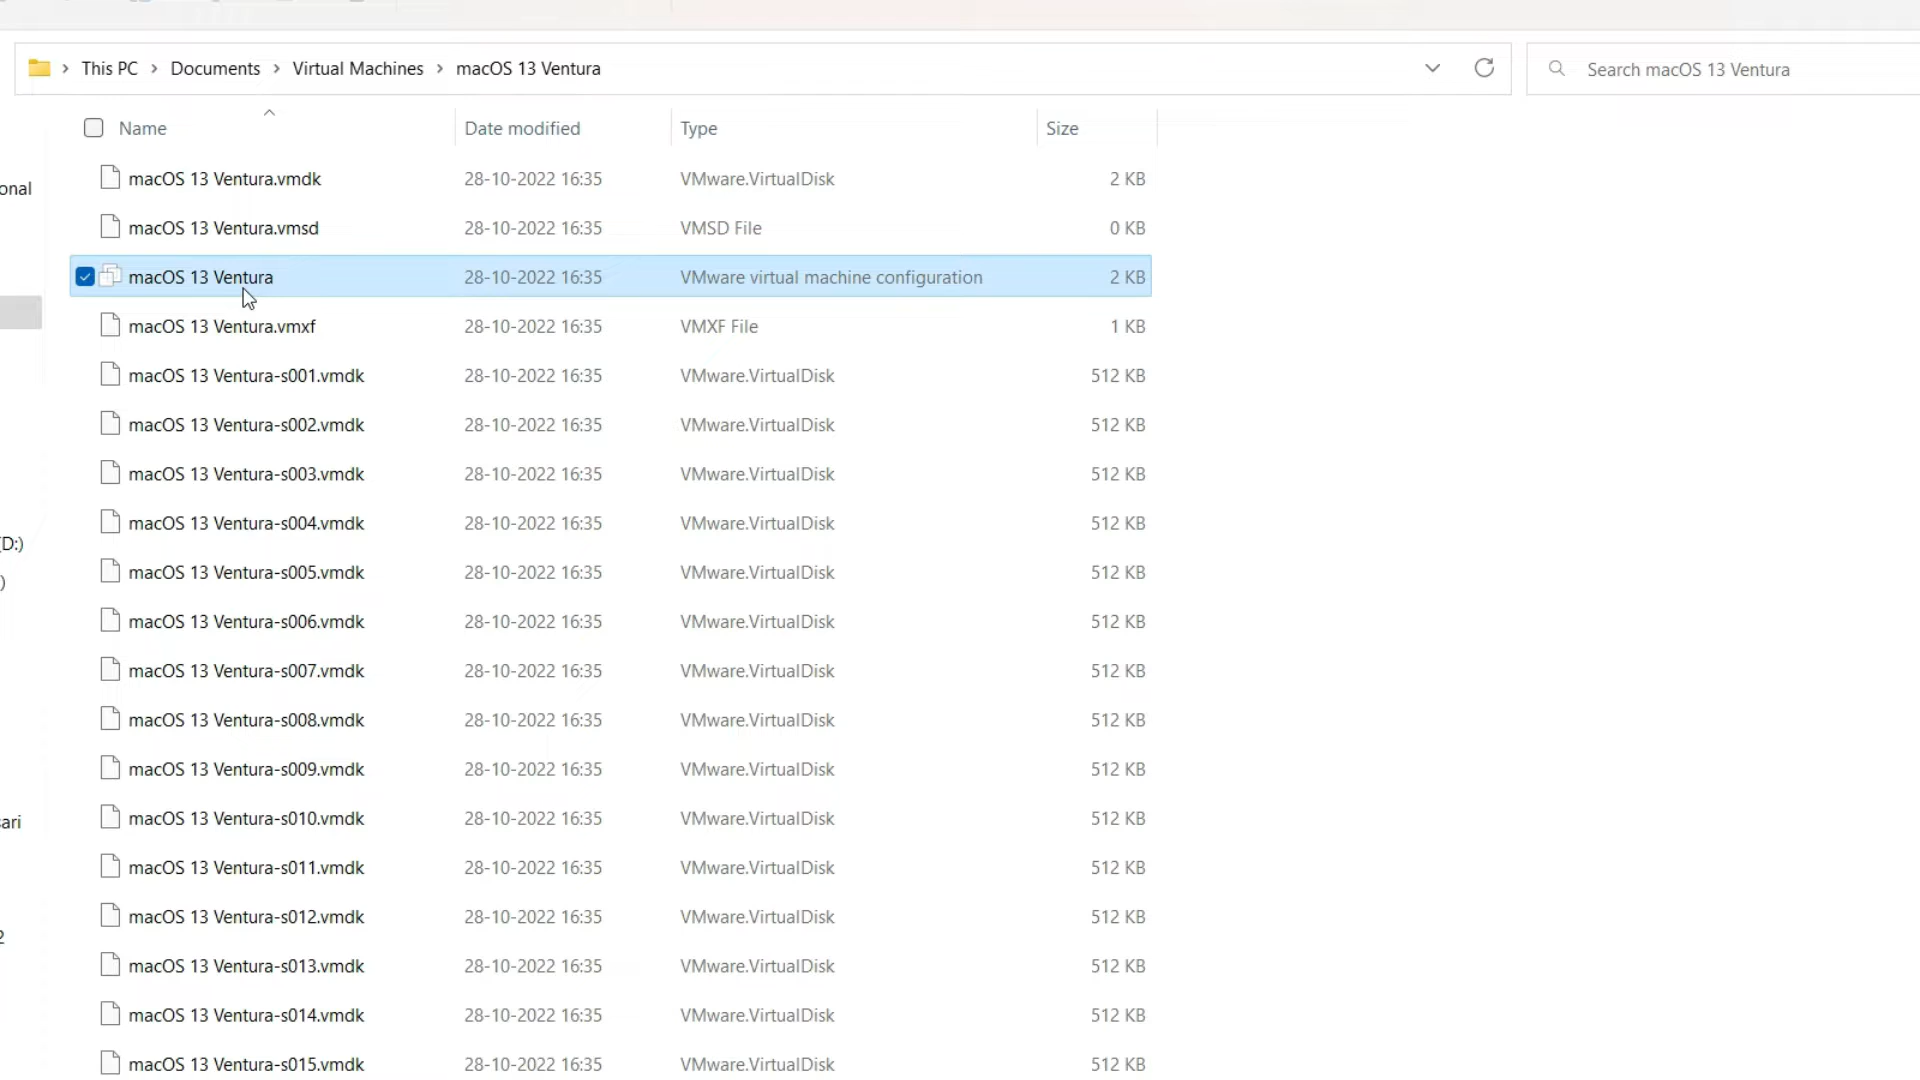 This PC > Documents > Virtual Machines > macOS 13 Ventura
Search macOS 13 Ventura
Name Date modified Type Size
macOS 13 Ventura.vmdk 28-10-2022 16:35 VMware.VirtualDisk 2 KB
onal
macOS 13 Ventura.vmsd 28-10-2022 16:35 VMSD File 0 KB
macOS 13 Ventura 28-10-2022 16:35 VMware virtual machine configuration 2 KB
macOS 13 Ventura.vmxf 28-10-2022 16:35 VMXF File 1 KB
macOS 13 Ventura-s001.vmdk 28-10-2022 16:35 VMware.VirtualDisk 512 KB
macOS 13 Ventura-s002.vmdk 28-10-2022 16:35 VMware.VirtualDisk 512 KB
macOS 13 Ventura-s003.vmdk 28-10-2022 16:35 VMware.VirtualDisk 512 KB
macOS 13 Ventura-s004.vmdk 28-10-2022 16:35 VMware.VirtualDisk 512 KB
(D:)
macOS 13 Ventura-s005.vmdk 28-10-2022 16:35 VMware.VirtualDisk 512 KB
)
macOS 13 Ventura-s006.vmdk 28-10-2022 16:35 VMware.VirtualDisk 512 KB
macOS 13 Ventura-s007.vmdk 28-10-2022 16:35 VMware.VirtualDisk 512 KB
macOS 13 Ventura-s008.vmdk 28-10-2022 16:35 VMware.VirtualDisk 512 KB
macOS 13 Ventura-s009.vmdk 28-10-2022 16:35 VMware.VirtualDisk 512 KB
macOS 13 Ventura-s010.vmdk 28-10-2022 16:35 VMware.VirtualDisk 512 KB
sari
macOS 13 Ventura-s011.vmdk 28-10-2022 16:35 VMware.VirtualDisk 512 KB
macOS 13 Ventura-s012.vmdk 28-10-2022 16:35 VMware.VirtualDisk 512 KB
2
macOS 13 Ventura-s013.vmdk 28-10-2022 16:35 VMware.VirtualDisk 512 KB
macOS 13 Ventura-s014.vmdk 28-10-2022 16:35 VMware.VirtualDisk 512 KB
macOS 13 Ventura-s015.vmdk 28-10-2022 16:35 VMware.VirtualDisk 512 KB